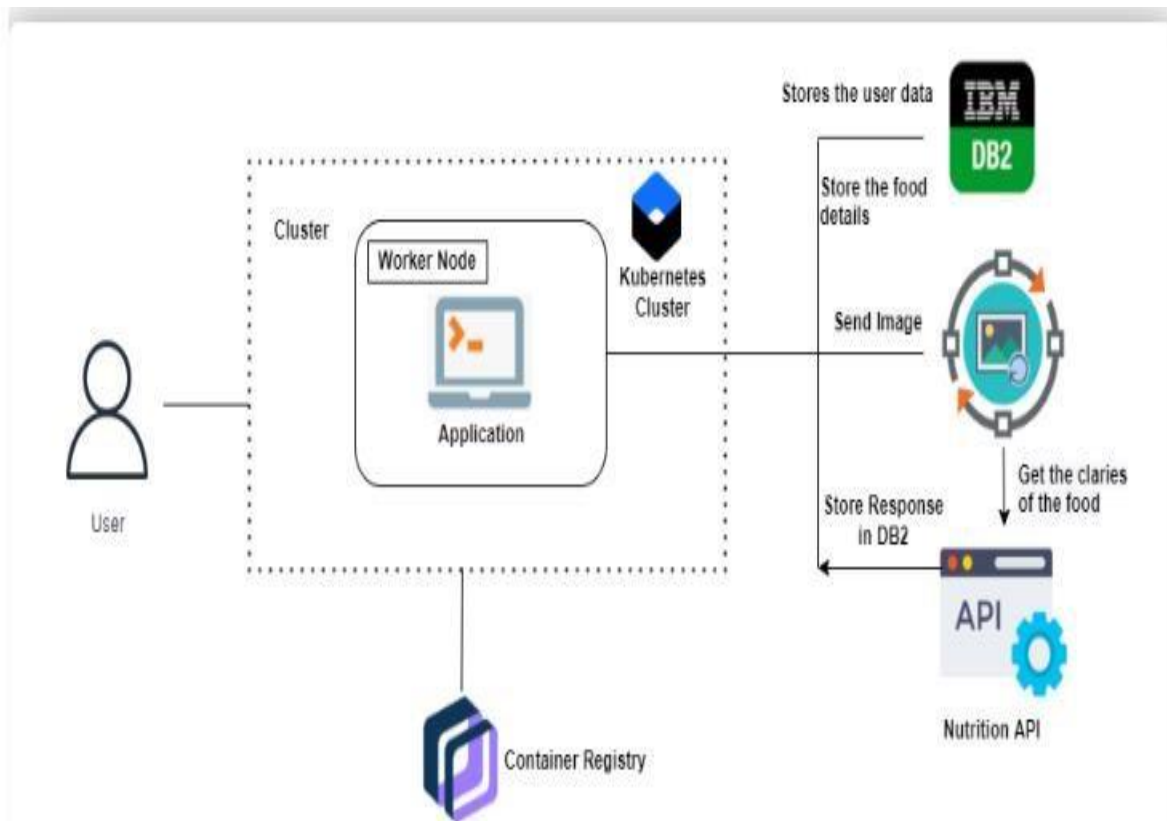 Stores the user data
IBM
DB2
Store the food
details
Cluster
Worker Node
Kubernetes
Cluster
Send Image
Application
Get the claries
of the food
Store Response
in DB2
User
API
Nutrition API
Container Registry